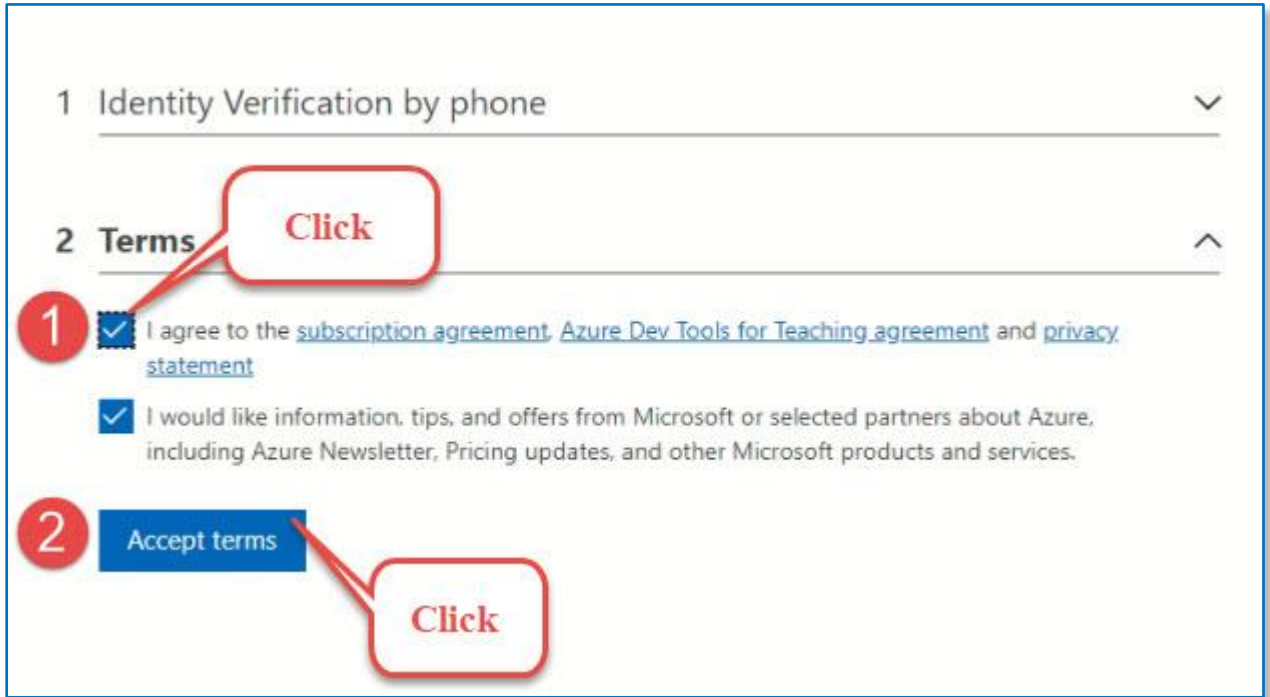 1 Identity Verification by phone
Click
2 Terms
1
I agree to the subscription agreement, Azure Dev Tools for Teaching agreement and privacy
statement
I would like information, tips, and offers from Microsoft or selected partners about Azure,
including Azure Newsletter, Pricing updates, and other Microsoft products and services.
2
Accept terms
Click